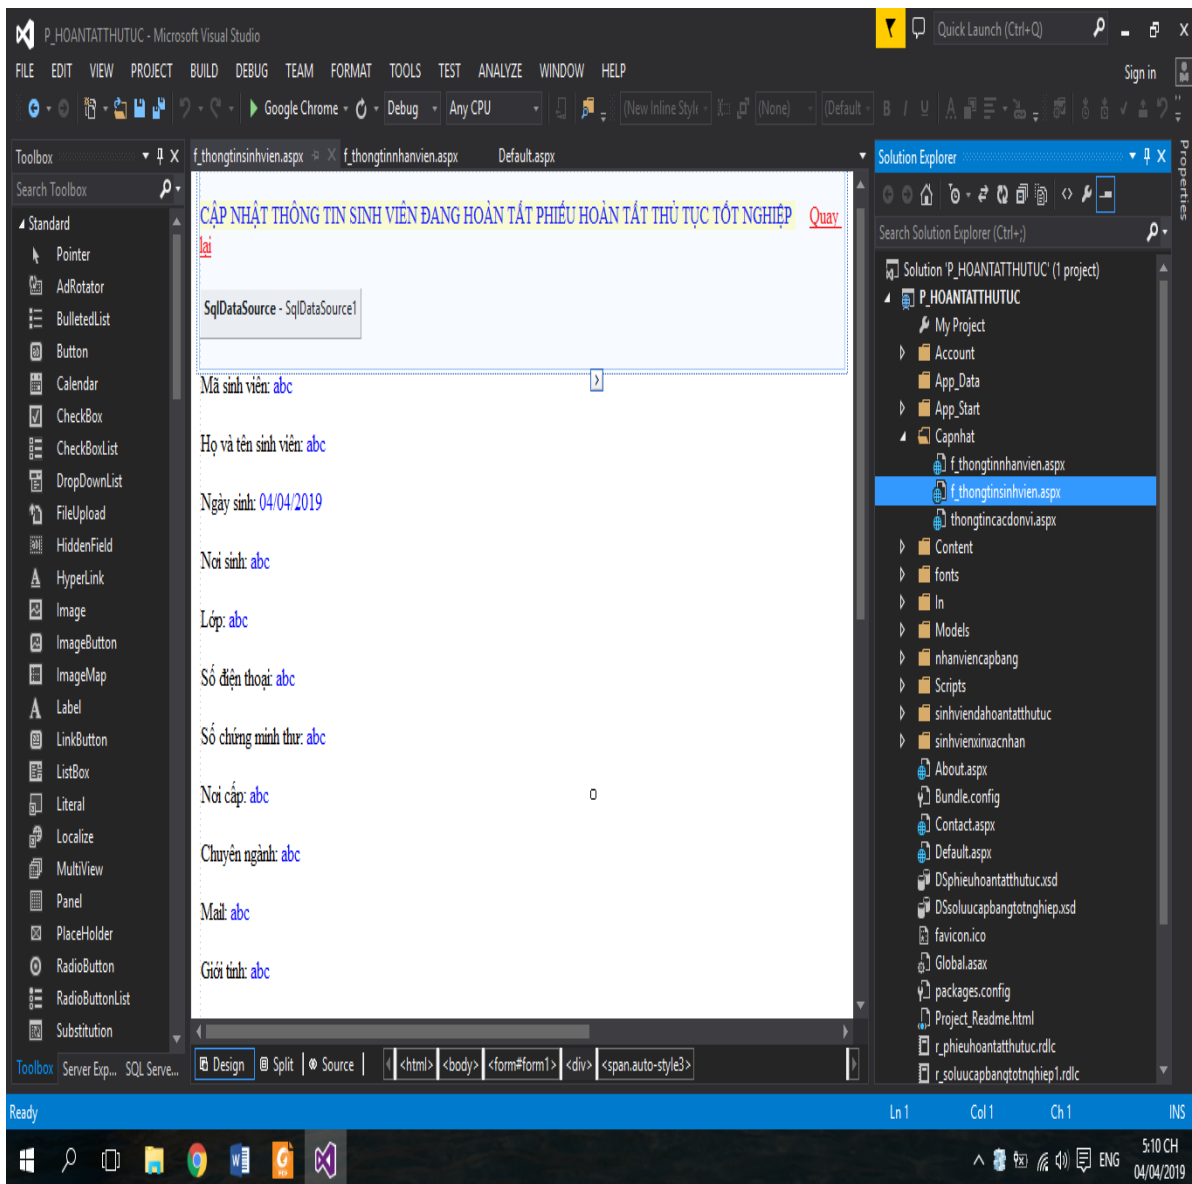 P_HOANTATTHUTUC - Microsoft Visual Studio
Quick Launch (Ctrl+Q)
FILE EDIT VIEW PROJECT BUILD DEBUG TEAM FORMAT TOOLS TEST ANALYZE WINDOW HELP
Sign in
Google Chrome Debug Any CPU (New Inline Style (None) (Default
Toolbox
f_thongtinsinhvien.aspx f_thongtinnhanvien.aspx Default.aspx
Solution Explorer
Properties
Search Toolbox
Standard
Pointer
AdRotator
BulletedList
Button
Calendar
CheckBox
CheckBoxList
DropDownList
FileUpload
HiddenField
HyperLink
Image
ImageButton
ImageMap
Label
LinkButton
ListBox
Literal
Localize
MultiView
Panel
PlaceHolder
RadioButton
RadioButtonList
Substitution
Toolbox Server Exp... SQL Serve...
CẬP NHẬT THÔNG TIN SINH VIÊN ĐANG HOÀN TẤT PHIẾU HOÀN TẤT THỦ TỤC TỐT NGHIỆP Quay
lại
SqlDataSource - SqlDataSource1
Mã sinh viên: abc
Họ và tên sinh viên: abc
Ngày sinh: 04/04/2019
Nơi sinh: abc
Lớp: abc
Số điện thoại: abc
Số chứng minh thư: abc
Nơi cấp: abc
Chuyên ngành: abc
Mail: abc
Giới tính: abc
Design Split Source <html> <body> <form#form1> <div> <span.auto-style3>
Search Solution Explorer (Ctrl+;)
Solution 'P_HOANTATTHUTUC' (1 project)
P_HOANTATTHUTUC
My Project
Account
App_Data
App_Start
Capnhat
f_thongtinnhanvien.aspx
f_thongtinsinhvien.aspx
thongtincacdonvi.aspx
Content
fonts
In
Models
nhanviencapbang
Scripts
sinhviendahoantatthutuc
sinhvienxinxacnhan
About.aspx
Bundle.config
Contact.aspx
Default.aspx
DSphieuhoantatthutuc.xsd
DSsoluucapbangtotnghiep.xsd
favicon.ico
Global.asax
packages.config
Project_Readme.html
r_phieuhoantatthutuc.rdlc
r_soluucapbangtotnghiep1.rdlc
Ready Ln 1 Col 1 Ch 1 INS
ENG
5:10 CH
04/04/2019